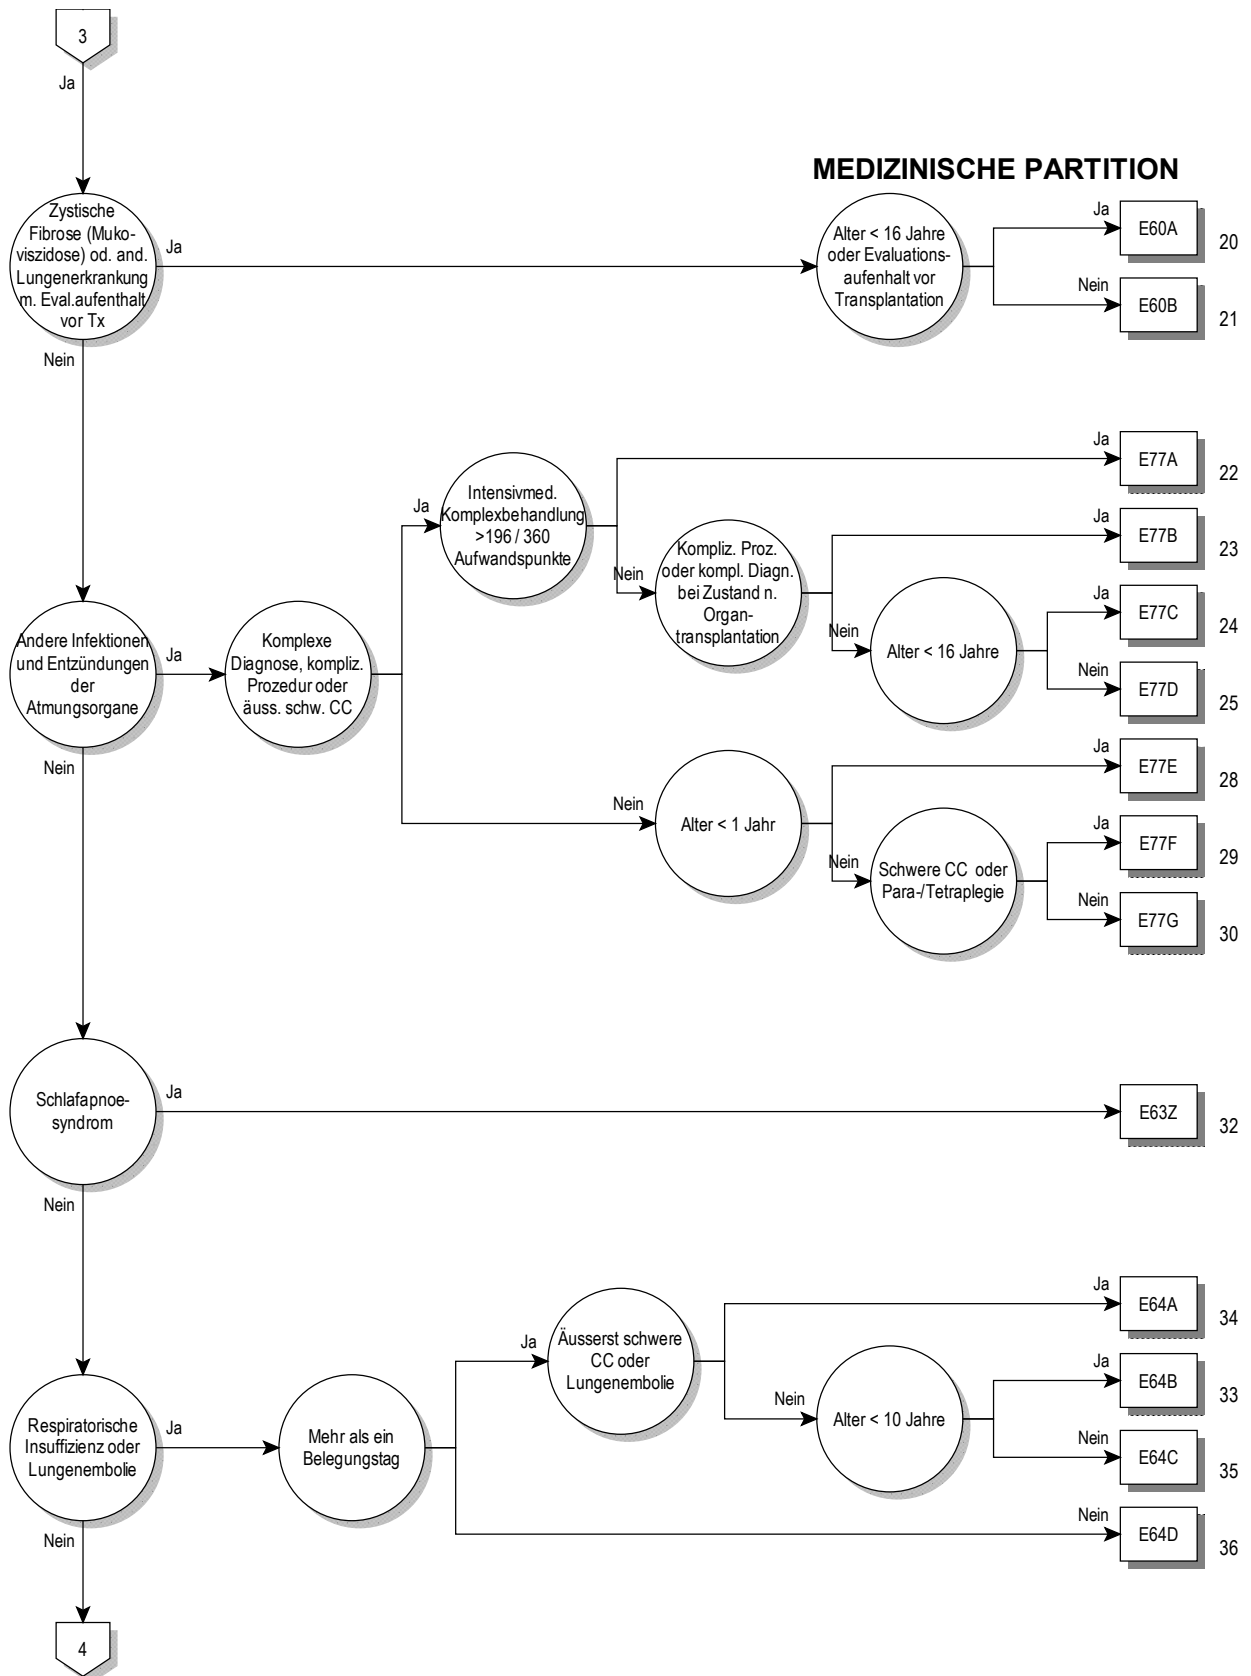 3
Ja
MEDIZINISCHE PARTITION
Zystische
Fibrose (Muko-
viszidose) od. and.
Lungenerkrankung
m. Eval.aufenthalt
vor Tx
Ja
Alter < 16 Jahre
oder Evaluations-
aufenhalt vor
Transplantation
Ja
E60A
20
Nein
E60B
21
Nein
Andere Infektionen
und Entzündungen
der
Atmungsorgane
Ja
Komplexe
Diagnose, kompliz.
Prozedur oder
äuss. schw. CC
Ja
Intensivmed.
Komplexbehandlung
>196 / 360
Aufwandspunkte
Ja
E77A
22
Nein
Kompliz. Proz.
oder kompl. Diagn.
bei Zustand n.
Organ-
transplantation
Ja
E77B
23
Nein
Alter < 16 Jahre
Ja
E77C
24
Nein
E77D
25
Nein
Alter < 1 Jahr
Ja
E77E
28
Nein
Schwere CC oder
Para-/Tetraplegie
Ja
E77F
29
Nein
E77G
30
Nein
Schlafapnoe-
syndrom
Ja
E63Z
32
Nein
Respiratorische
Insuffizienz oder
Lungenembolie
Ja
Mehr als ein
Belegungstag
Ja
Äusserst schwere
CC oder
Lungenembolie
Ja
E64A
34
Nein
Alter < 10 Jahre
Ja
E64B
33
Nein
E64C
35
Nein
E64D
36
Nein
4